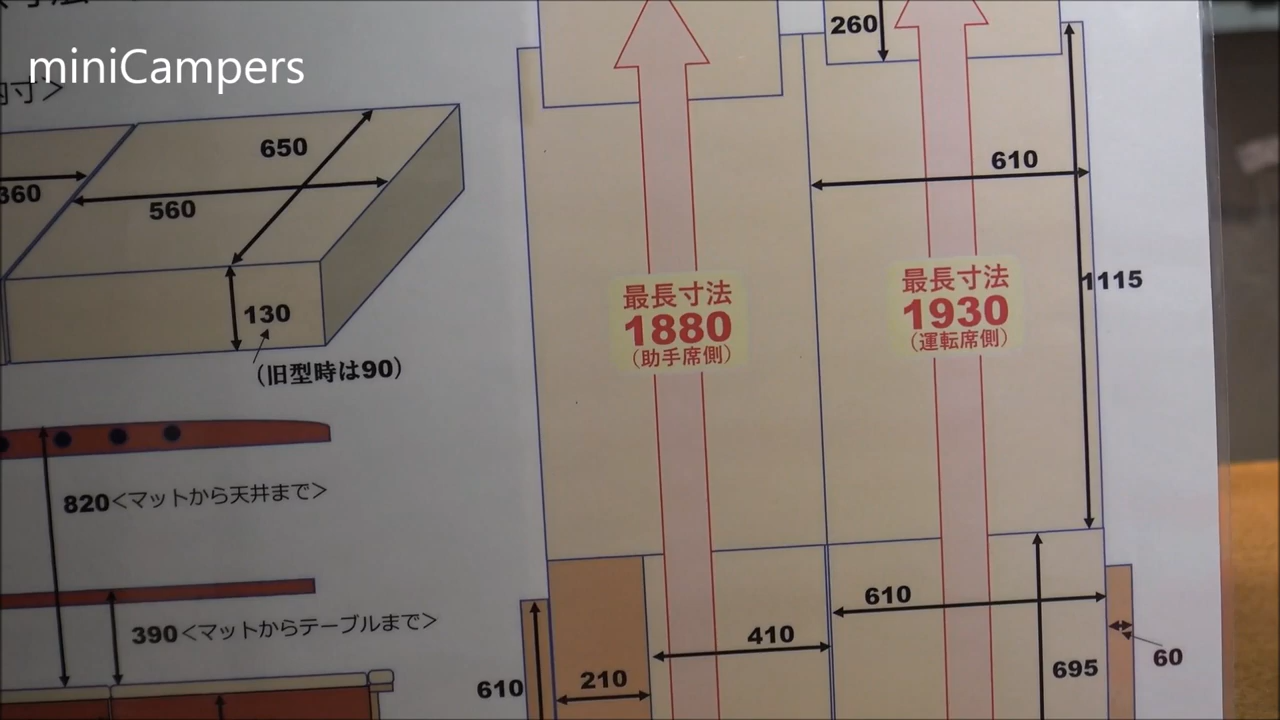 miniCampers
内寸>
650
360
560
130
(旧型時は90)
820<マットから天井まで>
390<マットからテーブルまで>
260
610
1115
最長寸法
1880
(助手席側)
最長寸法
1930
(運転席側)
610
410
610
210
695
60